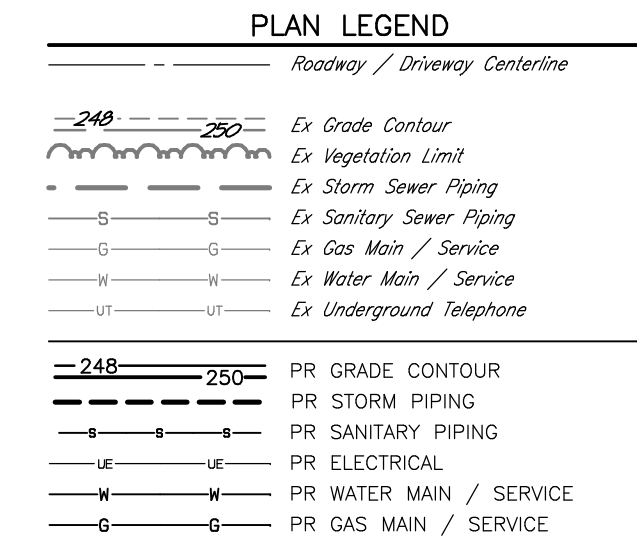 PLAN LEGEND
Roadway / Driveway Centerline
248
250 Ex Grade Contour
Ex Vegetation Limit
Ex Storm Sewer Piping
S S Ex Sanitary Sewer Piping
G G Ex Gas Main / Service
W W Ex Water Main / Service
UT UT Ex Underground Telephone
248
250 PR GRADE CONTOUR
PR STORM PIPING
S S S PR SANITARY PIPING
UE UE PR ELECTRICAL
W W PR WATER MAIN / SERVICE
G G PR GAS MAIN / SERVICE